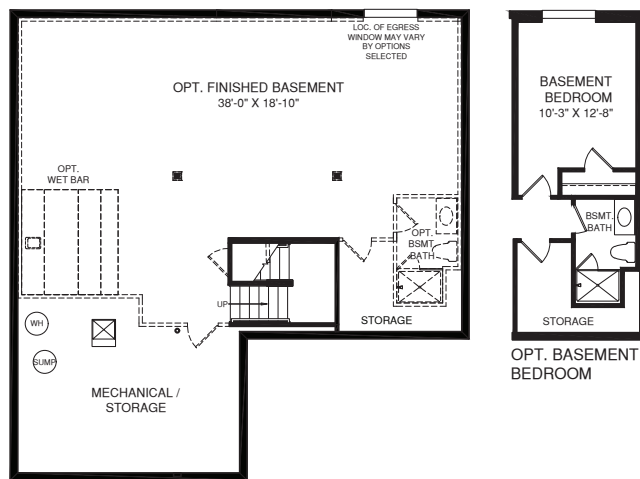 LOC. OF EGRESS
WINDOW MAY VARY
BY OPTIONS
SELECTED
OPT. FINISHED BASEMENT
38'-0" X 18'-10"
OPT.
WET BAR
OPT.
BSMT.
BATH
UP
STORAGE
WH
SUMP
MECHANICAL /
STORAGE
BASEMENT
BEDROOM
10'-3" X 12'-8"
BSMT.
BATH
STORAGE
OPT. BASEMENT
BEDROOM